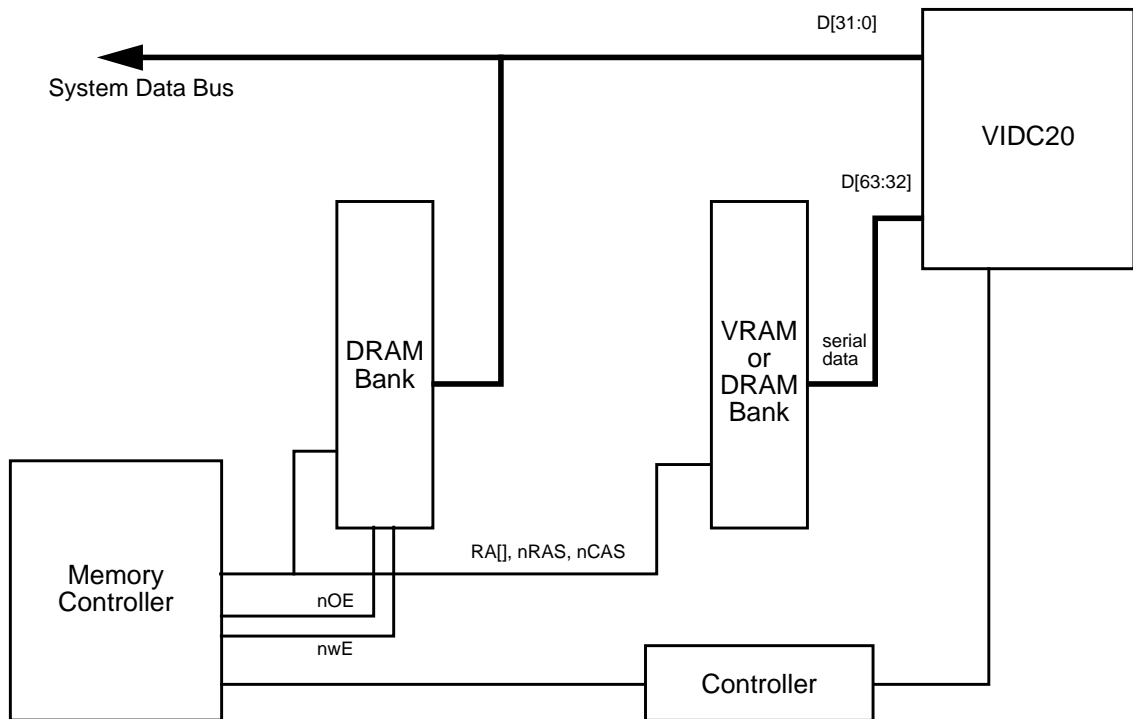 D[31:0]
System Data Bus
VIDC20
D[63:32]
DRAM
Bank
VRAM
or
DRAM
Bank
serial
data
RA[], nRAS, nCAS
Memory
Controller
nOE
nwE
Controller